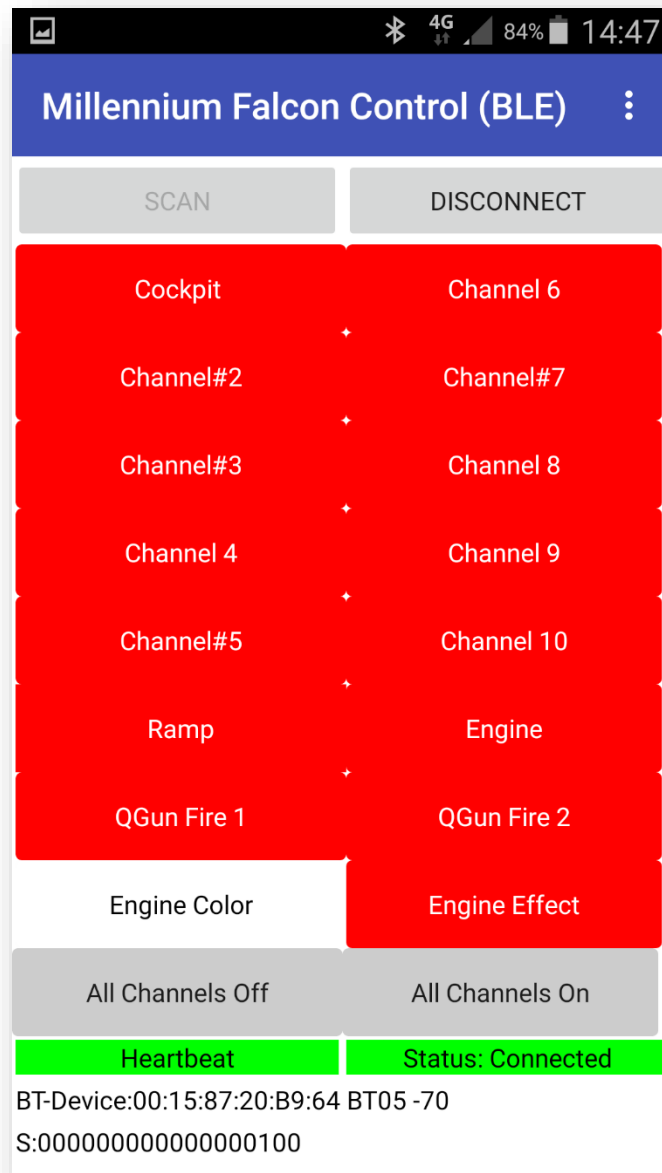 4G 84% 14:47
Millennium Falcon Control (BLE)
SCAN DISCONNECT
Cockpit Channel 6
Channel#2 Channel#7
Channel#3 Channel 8
Channel 4 Channel 9
Channel#5 Channel 10
Ramp Engine
QGun Fire 1 QGun Fire 2
Engine Color Engine Effect
All Channels Off All Channels On
Heartbeat Status: Connected
BT-Device:00:15:87:20:B9:64 BT05 -70
S:000000000000000100